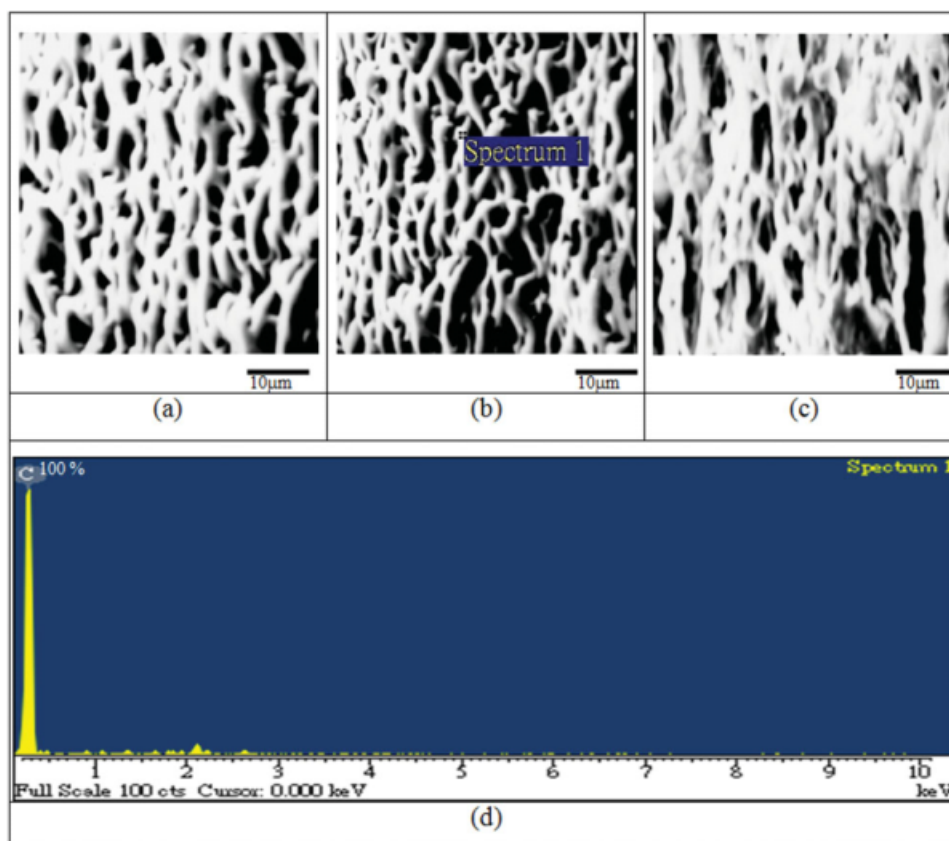 Spectrum 1
10μm
10μm
10μm
(a)
(b)
(c)
C 100 %
Spectrum 1
1 2 3 4 5 6 7 8 9 10
Full Scale 100 cts Cursor: 0.000 keV
keV
(d)